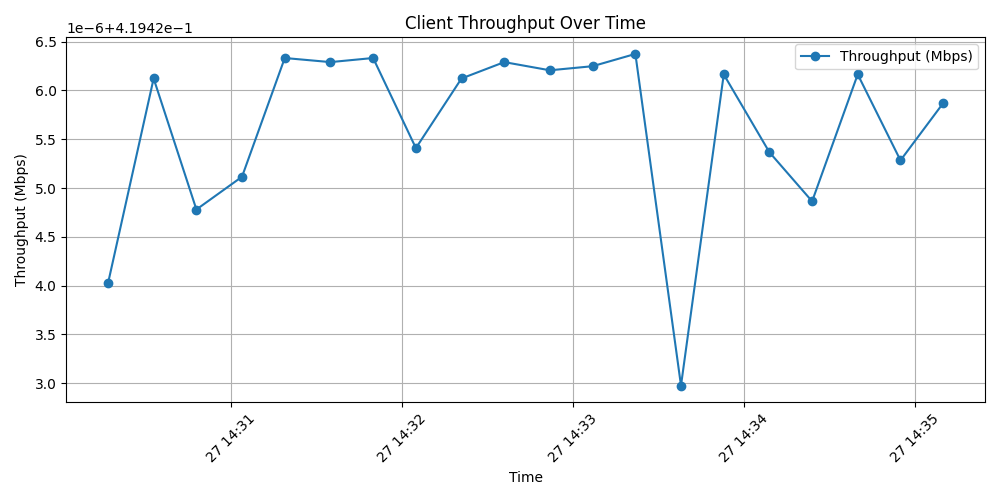 Client Throughput Over Time
1e−6+4.1942e−1
Throughput (Mbps)
6.5
6.0
5.5
5.0
4.5
4.0
3.5
3.0
Throughput (Mbps)
27 14:31
27 14:32
27 14:33
27 14:34
27 14:35
Time